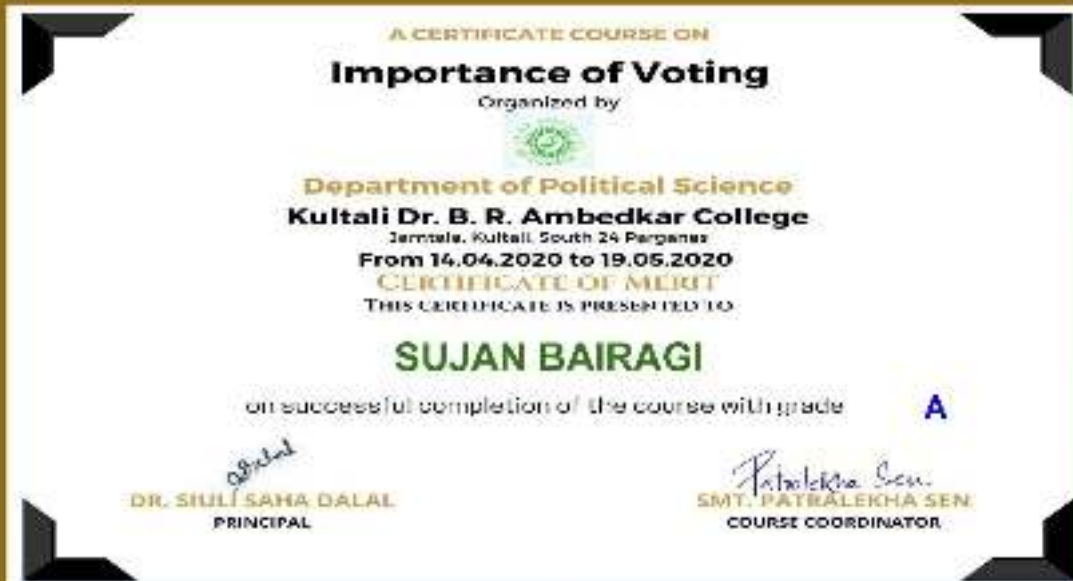 A CERTIFICATE COURSE ON
Importance of Voting
Organized by
Department of Political Science
Kultali Dr. B. R. Ambedkar College
Jamtala, Kultali, South 24 Parganas
From 14.04.2020 to 19.05.2020
CERTIFICATE OF MERIT
THIS CERTIFICATE IS PRESENTED TO
SUJAN BAIRAGI
on successful completion of the course with grade A
Patralekha Sen.
DR. SIULI SAHA DALAL SMT. PATRALEKHA SEN
PRINCIPAL COURSE COORDINATOR